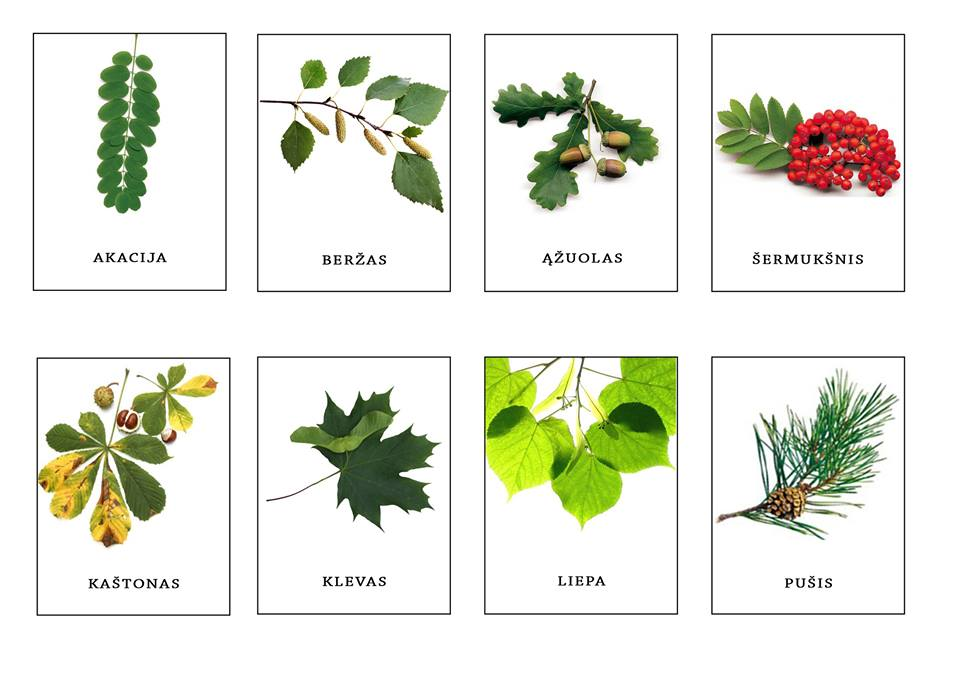 AKACIJA
BERŽAS
ĄŽUOLAS
ŠERMUKŠNIS
KAŠTONAS
KLEVAS
LIEPA
PUŠIS